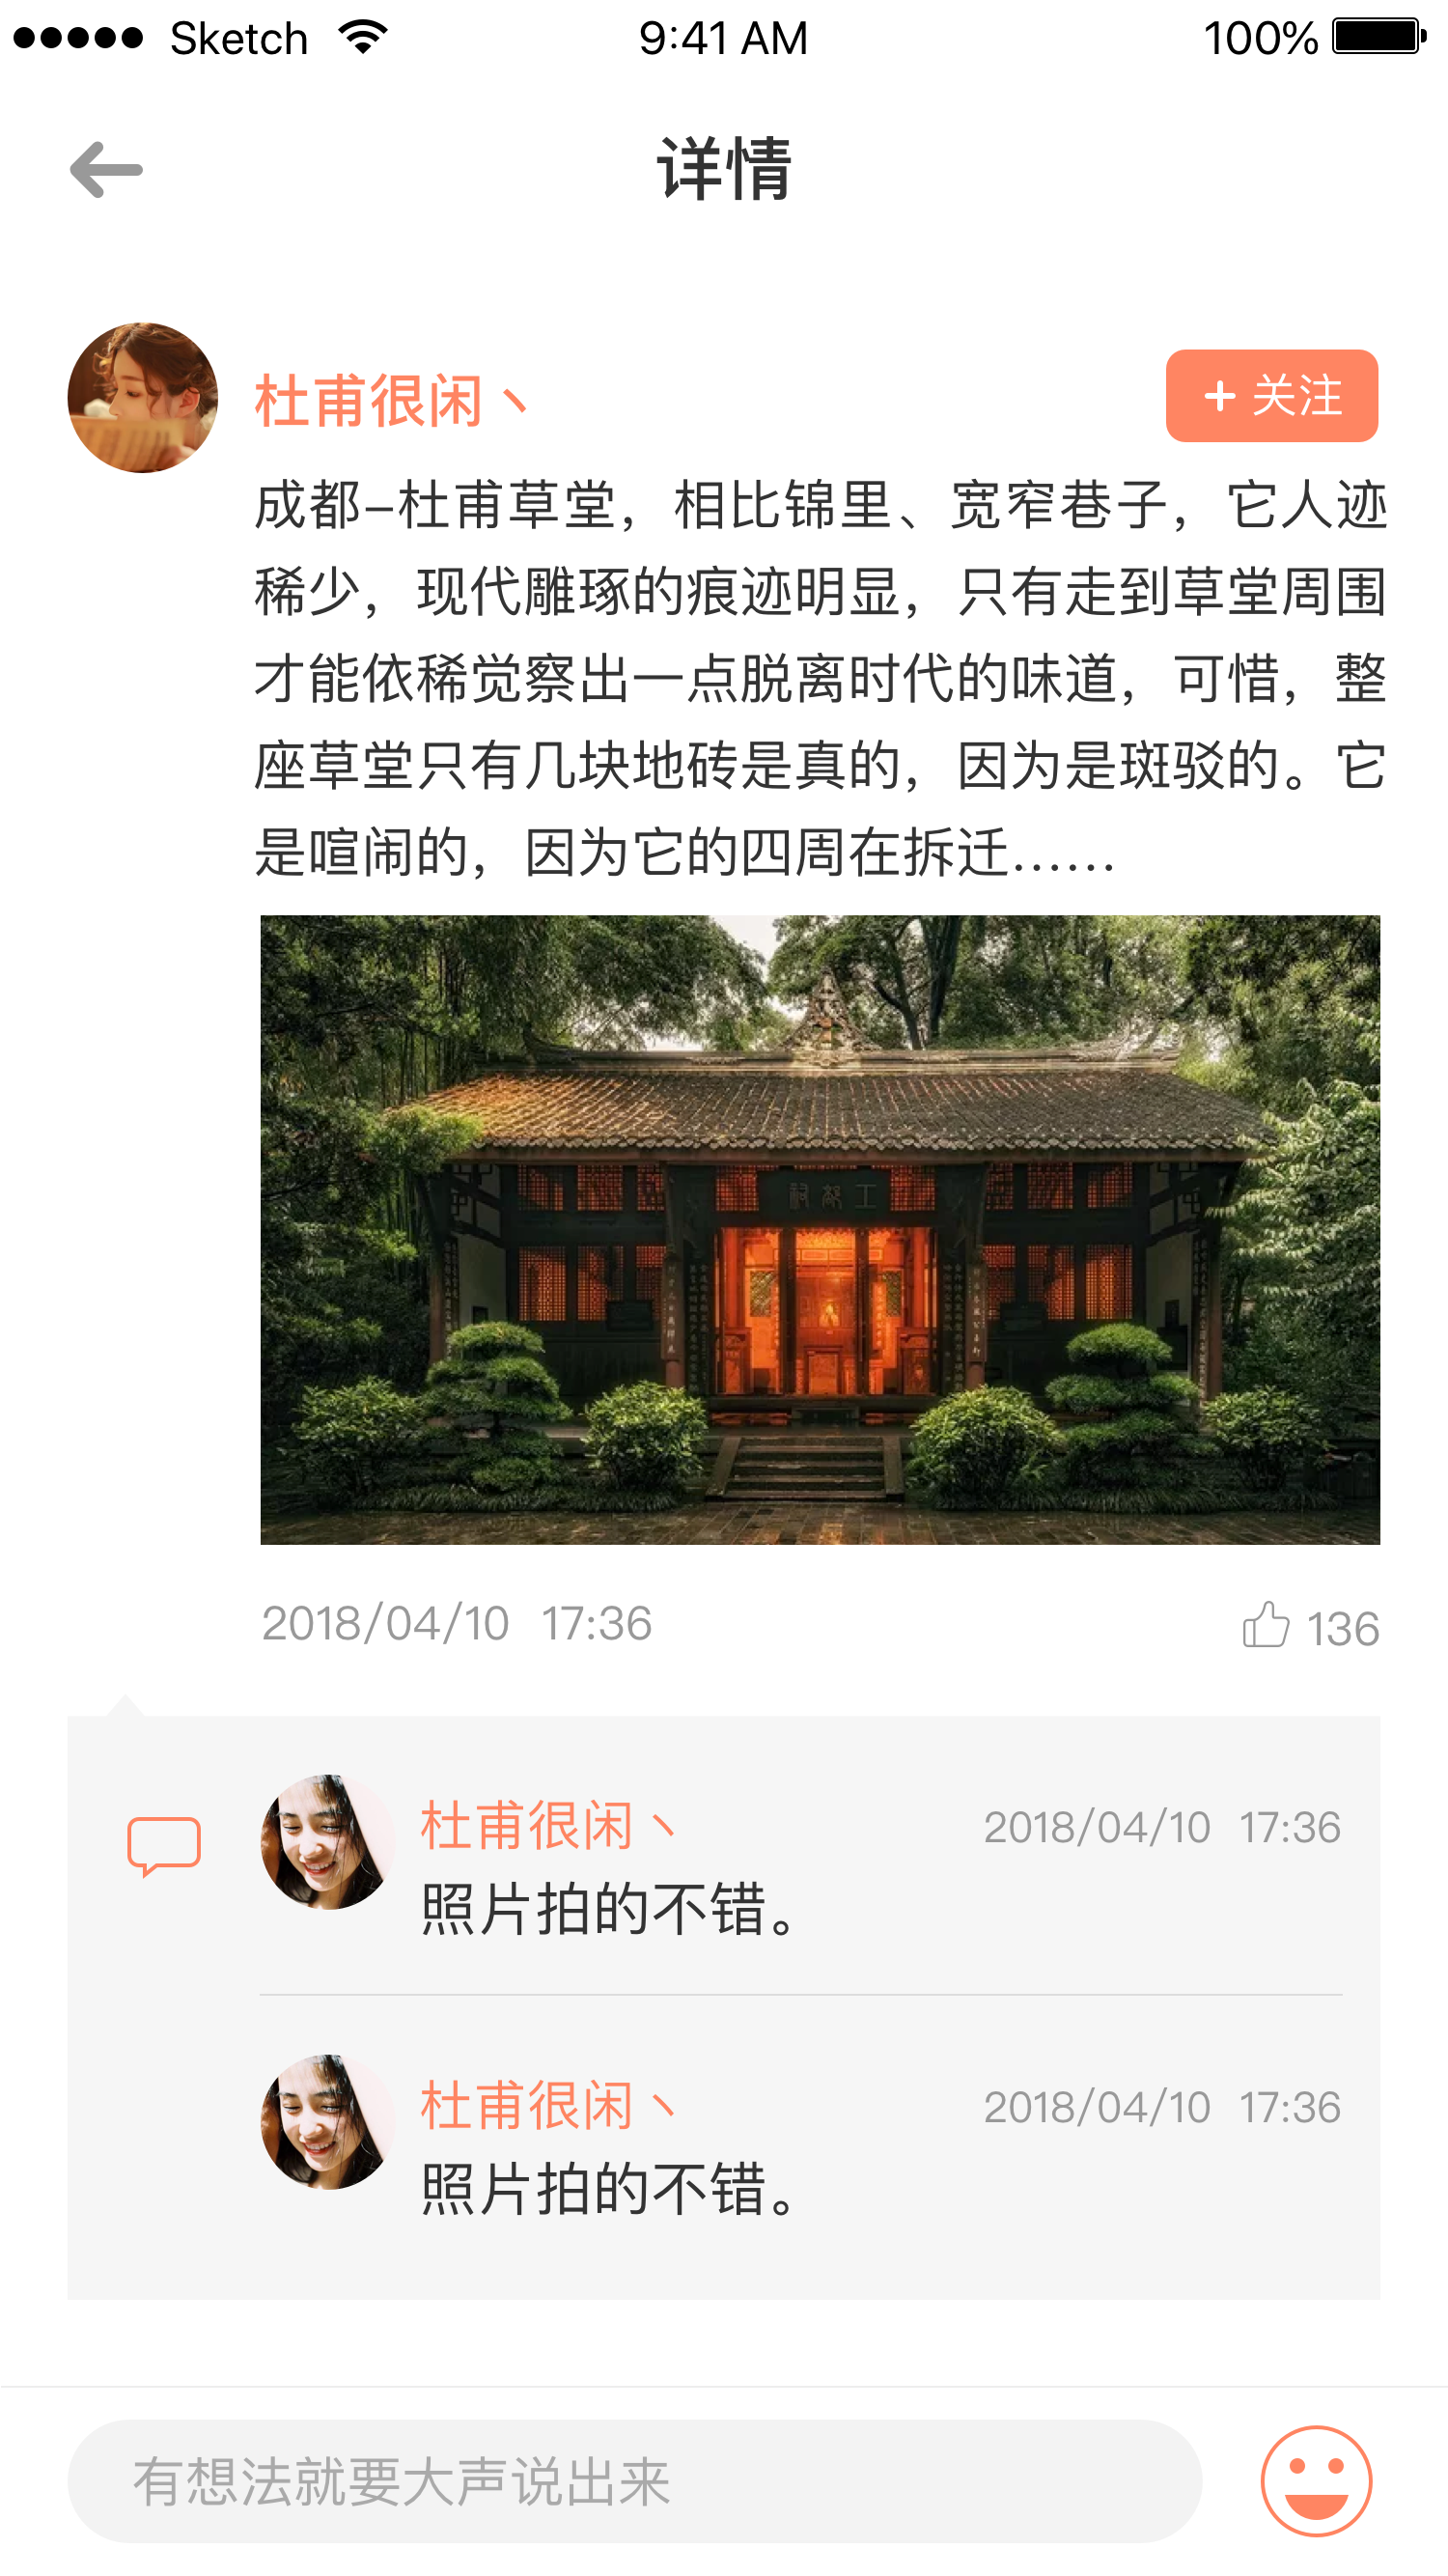 Sketch 9:41 AM 100%
详情
杜甫很闲丶
+ 关注
成都–杜甫草堂，相比锦里、宽窄巷子，它人迹
稀少，现代雕琢的痕迹明显，只有走到草堂周围
才能依稀觉察出一点脱离时代的味道，可惜，整
座草堂只有几块地砖是真的，因为是斑驳的。它
是喧闹的，因为它的四周在拆迁……
祠部工
2018/04/10 17:36
136
杜甫很闲丶
2018/04/10 17:36
照片拍的不错。
杜甫很闲丶
2018/04/10 17:36
照片拍的不错。
有想法就要大声说出来